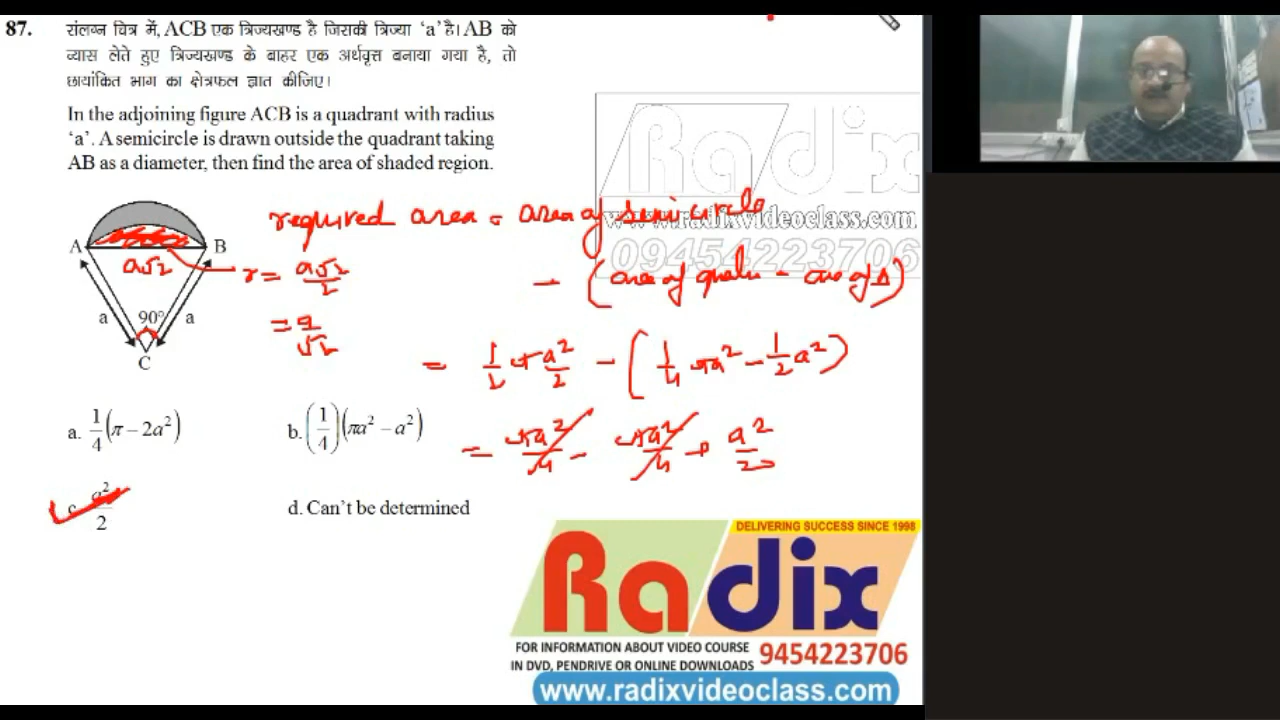 87. संलग्न चित्र में, ACB एक त्रिज्यखण्ड है जिसकी त्रिज्या ‘a’ है। AB को
व्यास लेते हुए त्रिज्यखण्ड के बाहर एक अर्धवृत्त बनाया गया है, तो
छायांकित भाग का क्षेत्रफल ज्ञात कीजिए।
In the adjoining figure ACB is a quadrant with radius
‘a’. A semicircle is drawn outside the quadrant taking
AB as a diameter, then find the area of shaded region.
Radix
www.radixvideoclass.com
09454223706
required area = area of semicircle
- (area of quadr - are of Δ)
A B
a√2
r = a√2/2
= a/√2
a 90° a
C
= 1/2 π a²/2 - (1/4 πa² - 1/2 a²)
= πa²/4 - πa²/4 + a²/2
a. 1/4 (π – 2a²) b. (1/4)(πa² – a²)
c. a²/2 d. Can’t be determined
DELIVERING SUCCESS SINCE 1998
Radix
FOR INFORMATION ABOUT VIDEO COURSE
IN DVD, PENDRIVE OR ONLINE DOWNLOADS 9454223706
www.radixvideoclass.com